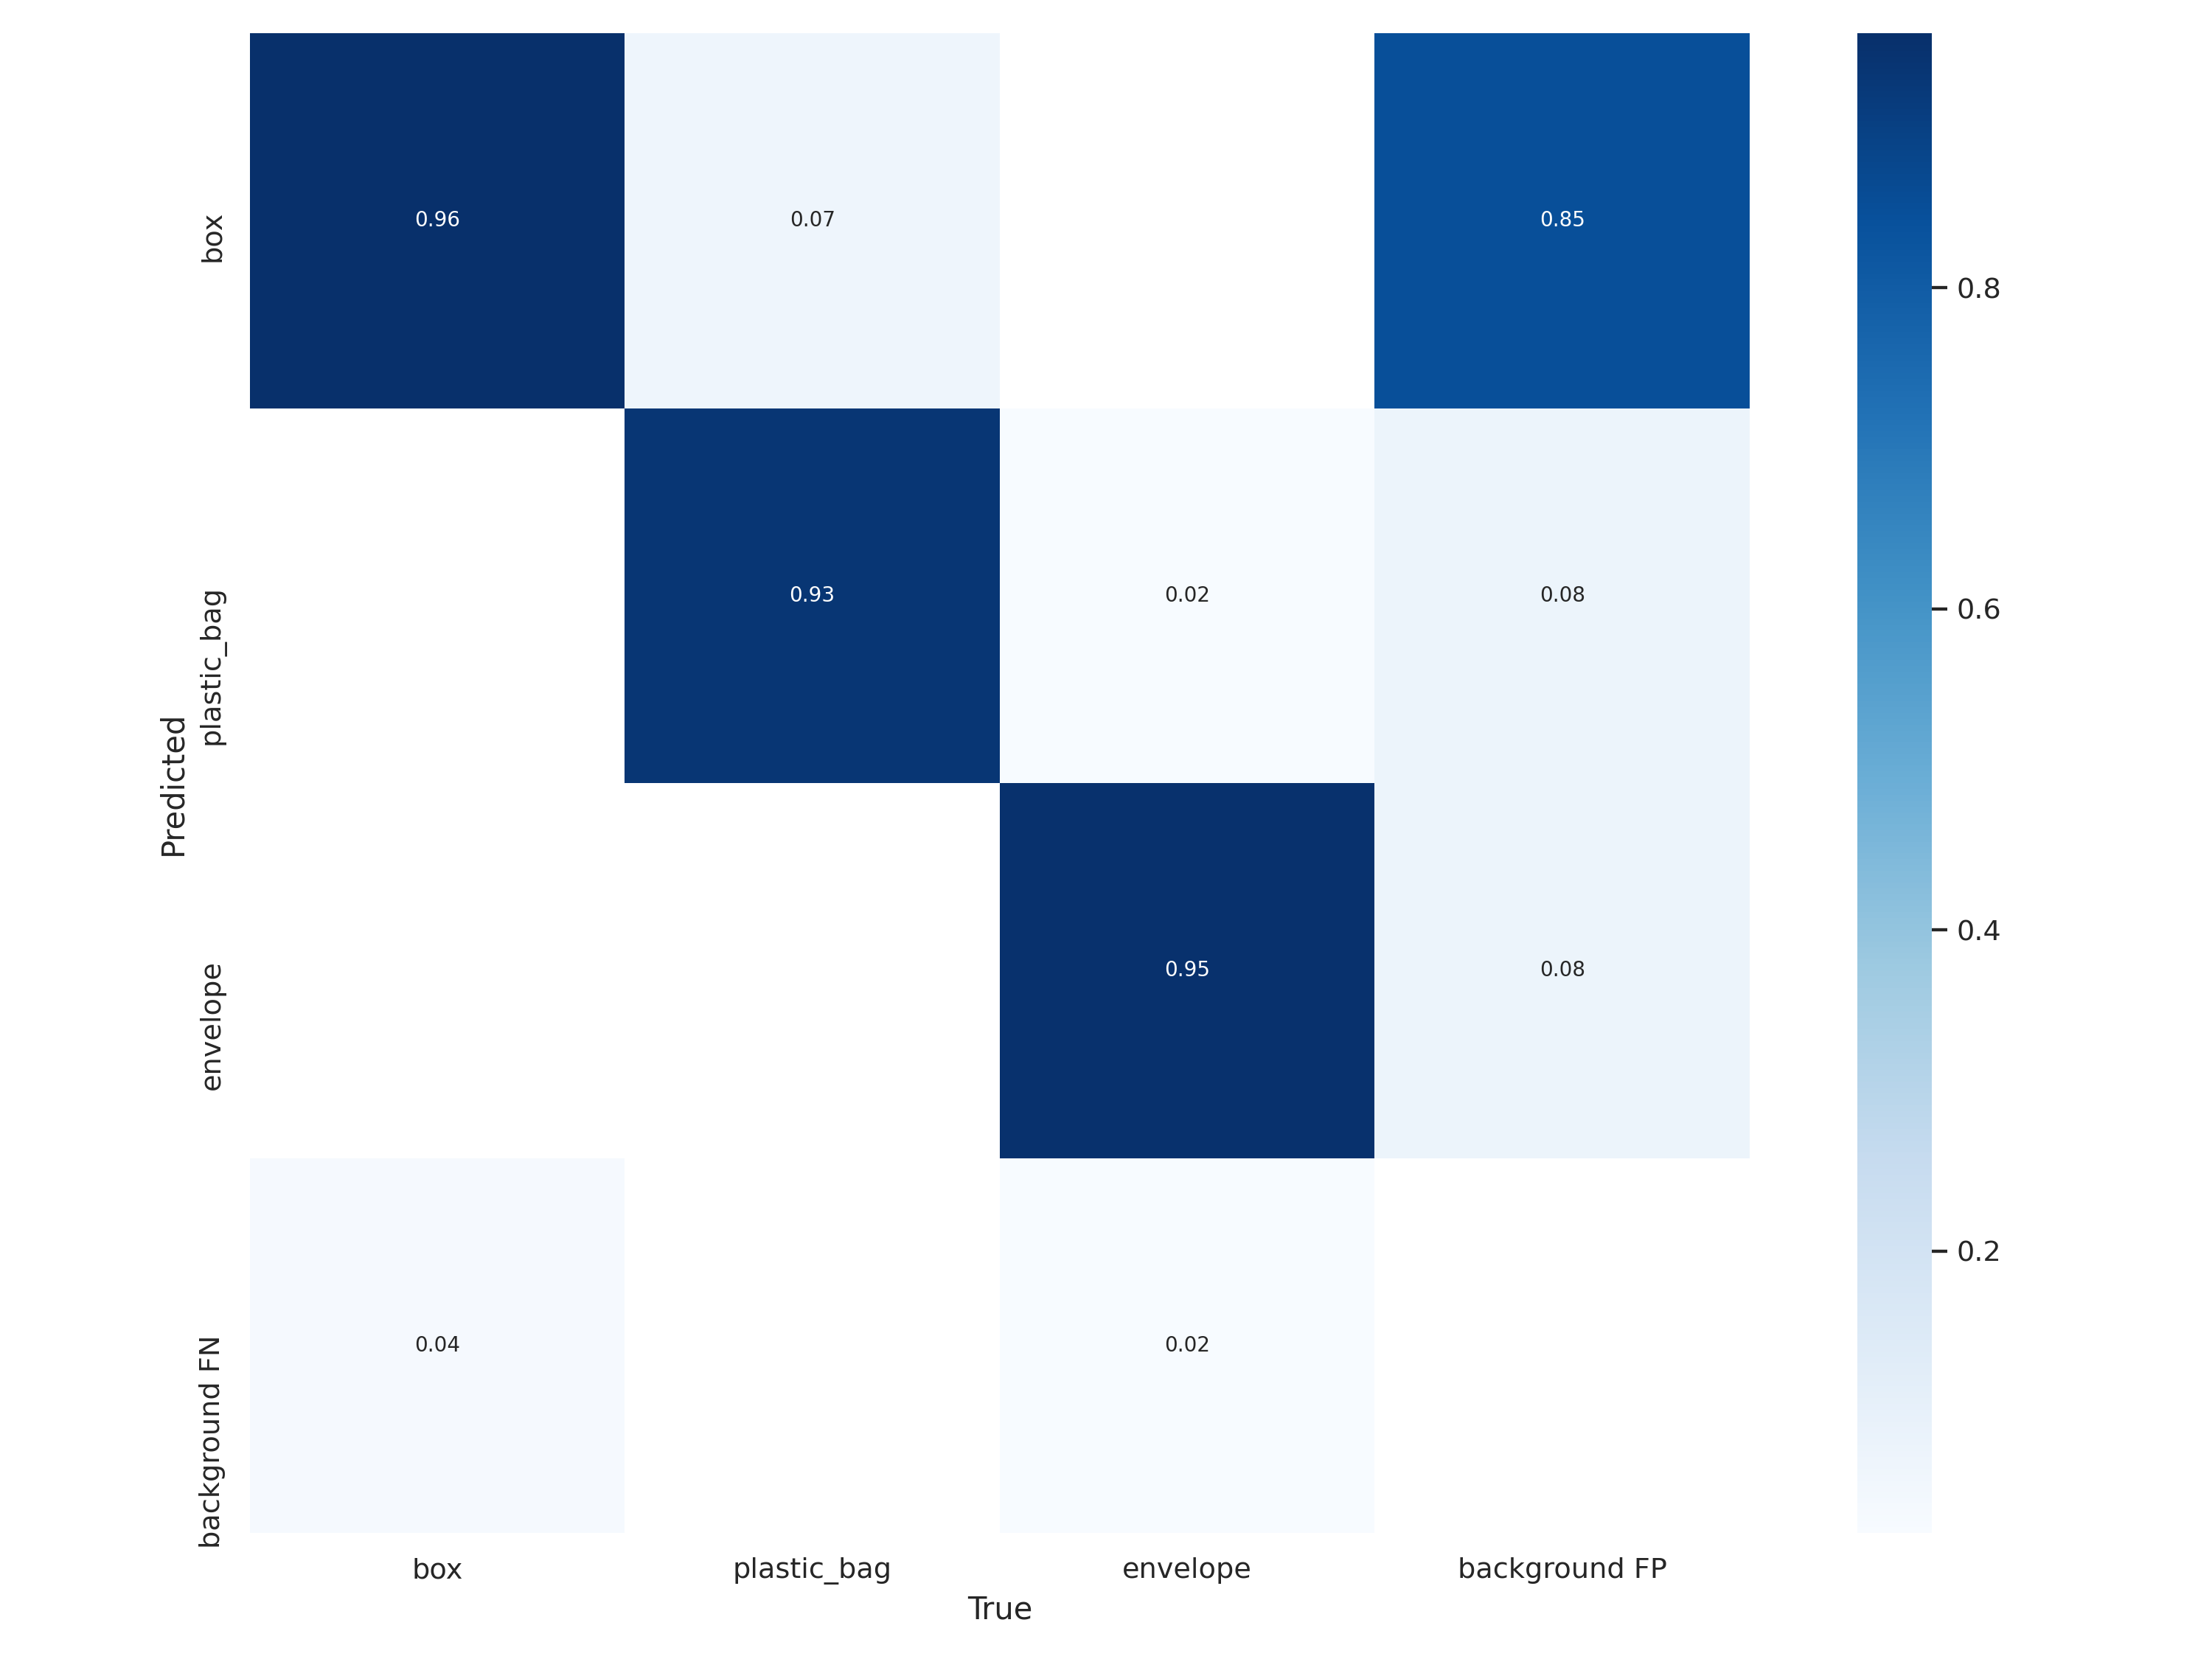 box
0.96
0.07
0.85
0.8
plastic_bag
0.93
0.02
0.08
0.6
Predicted
envelope
0.95
0.08
0.4
background FN
0.04
0.02
0.2
box
plastic_bag
envelope
background FP
True